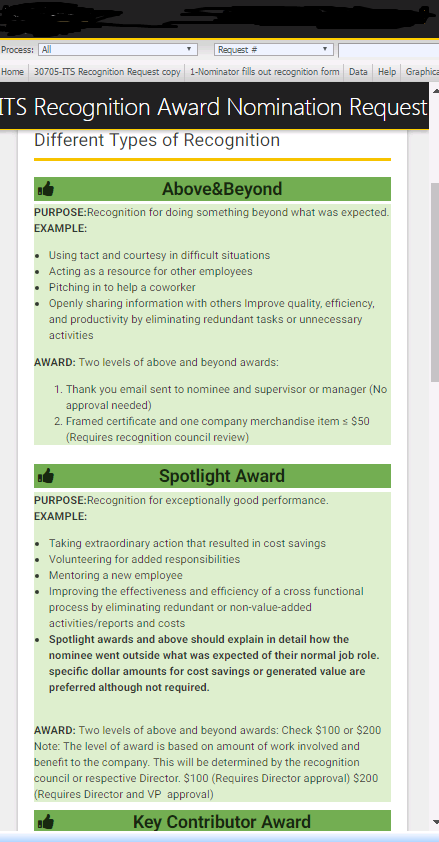 Process: All Request #
Home 30705-ITS Recognition Request copy 1-Nominator fills out recognition form Data Help Graphica
ITS Recognition Award Nomination Request
Different Types of Recognition
Above&Beyond
PURPOSE:Recognition for doing something beyond what was expected.
EXAMPLE:
• Using tact and courtesy in difficult situations
• Acting as a resource for other employees
• Pitching in to help a coworker
• Openly sharing information with others Improve quality, efficiency,
and productivity by eliminating redundant tasks or unnecessary
activities
AWARD: Two levels of above and beyond awards:
1. Thank you email sent to nominee and supervisor or manager (No
approval needed)
2. Framed certificate and one company merchandise item ≤ $50
(Requires recognition council review)
Spotlight Award
PURPOSE:Recognition for exceptionally good performance.
EXAMPLE:
• Taking extraordinary action that resulted in cost savings
• Volunteering for added responsibilities
• Mentoring a new employee
• Improving the effectiveness and efficiency of a cross functional
process by eliminating redundant or non-value-added
activities/reports and costs
• Spotlight awards and above should explain in detail how the
nominee went outside what was expected of their normal job role.
specific dollar amounts for cost savings or generated value are
preferred although not required.
AWARD: Two levels of above and beyond awards: Check $100 or $200
Note: The level of award is based on amount of work involved and
benefit to the company. This will be determined by the recognition
council or respective Director. $100 (Requires Director approval) $200
(Requires Director and VP approval)
Key Contributor Award